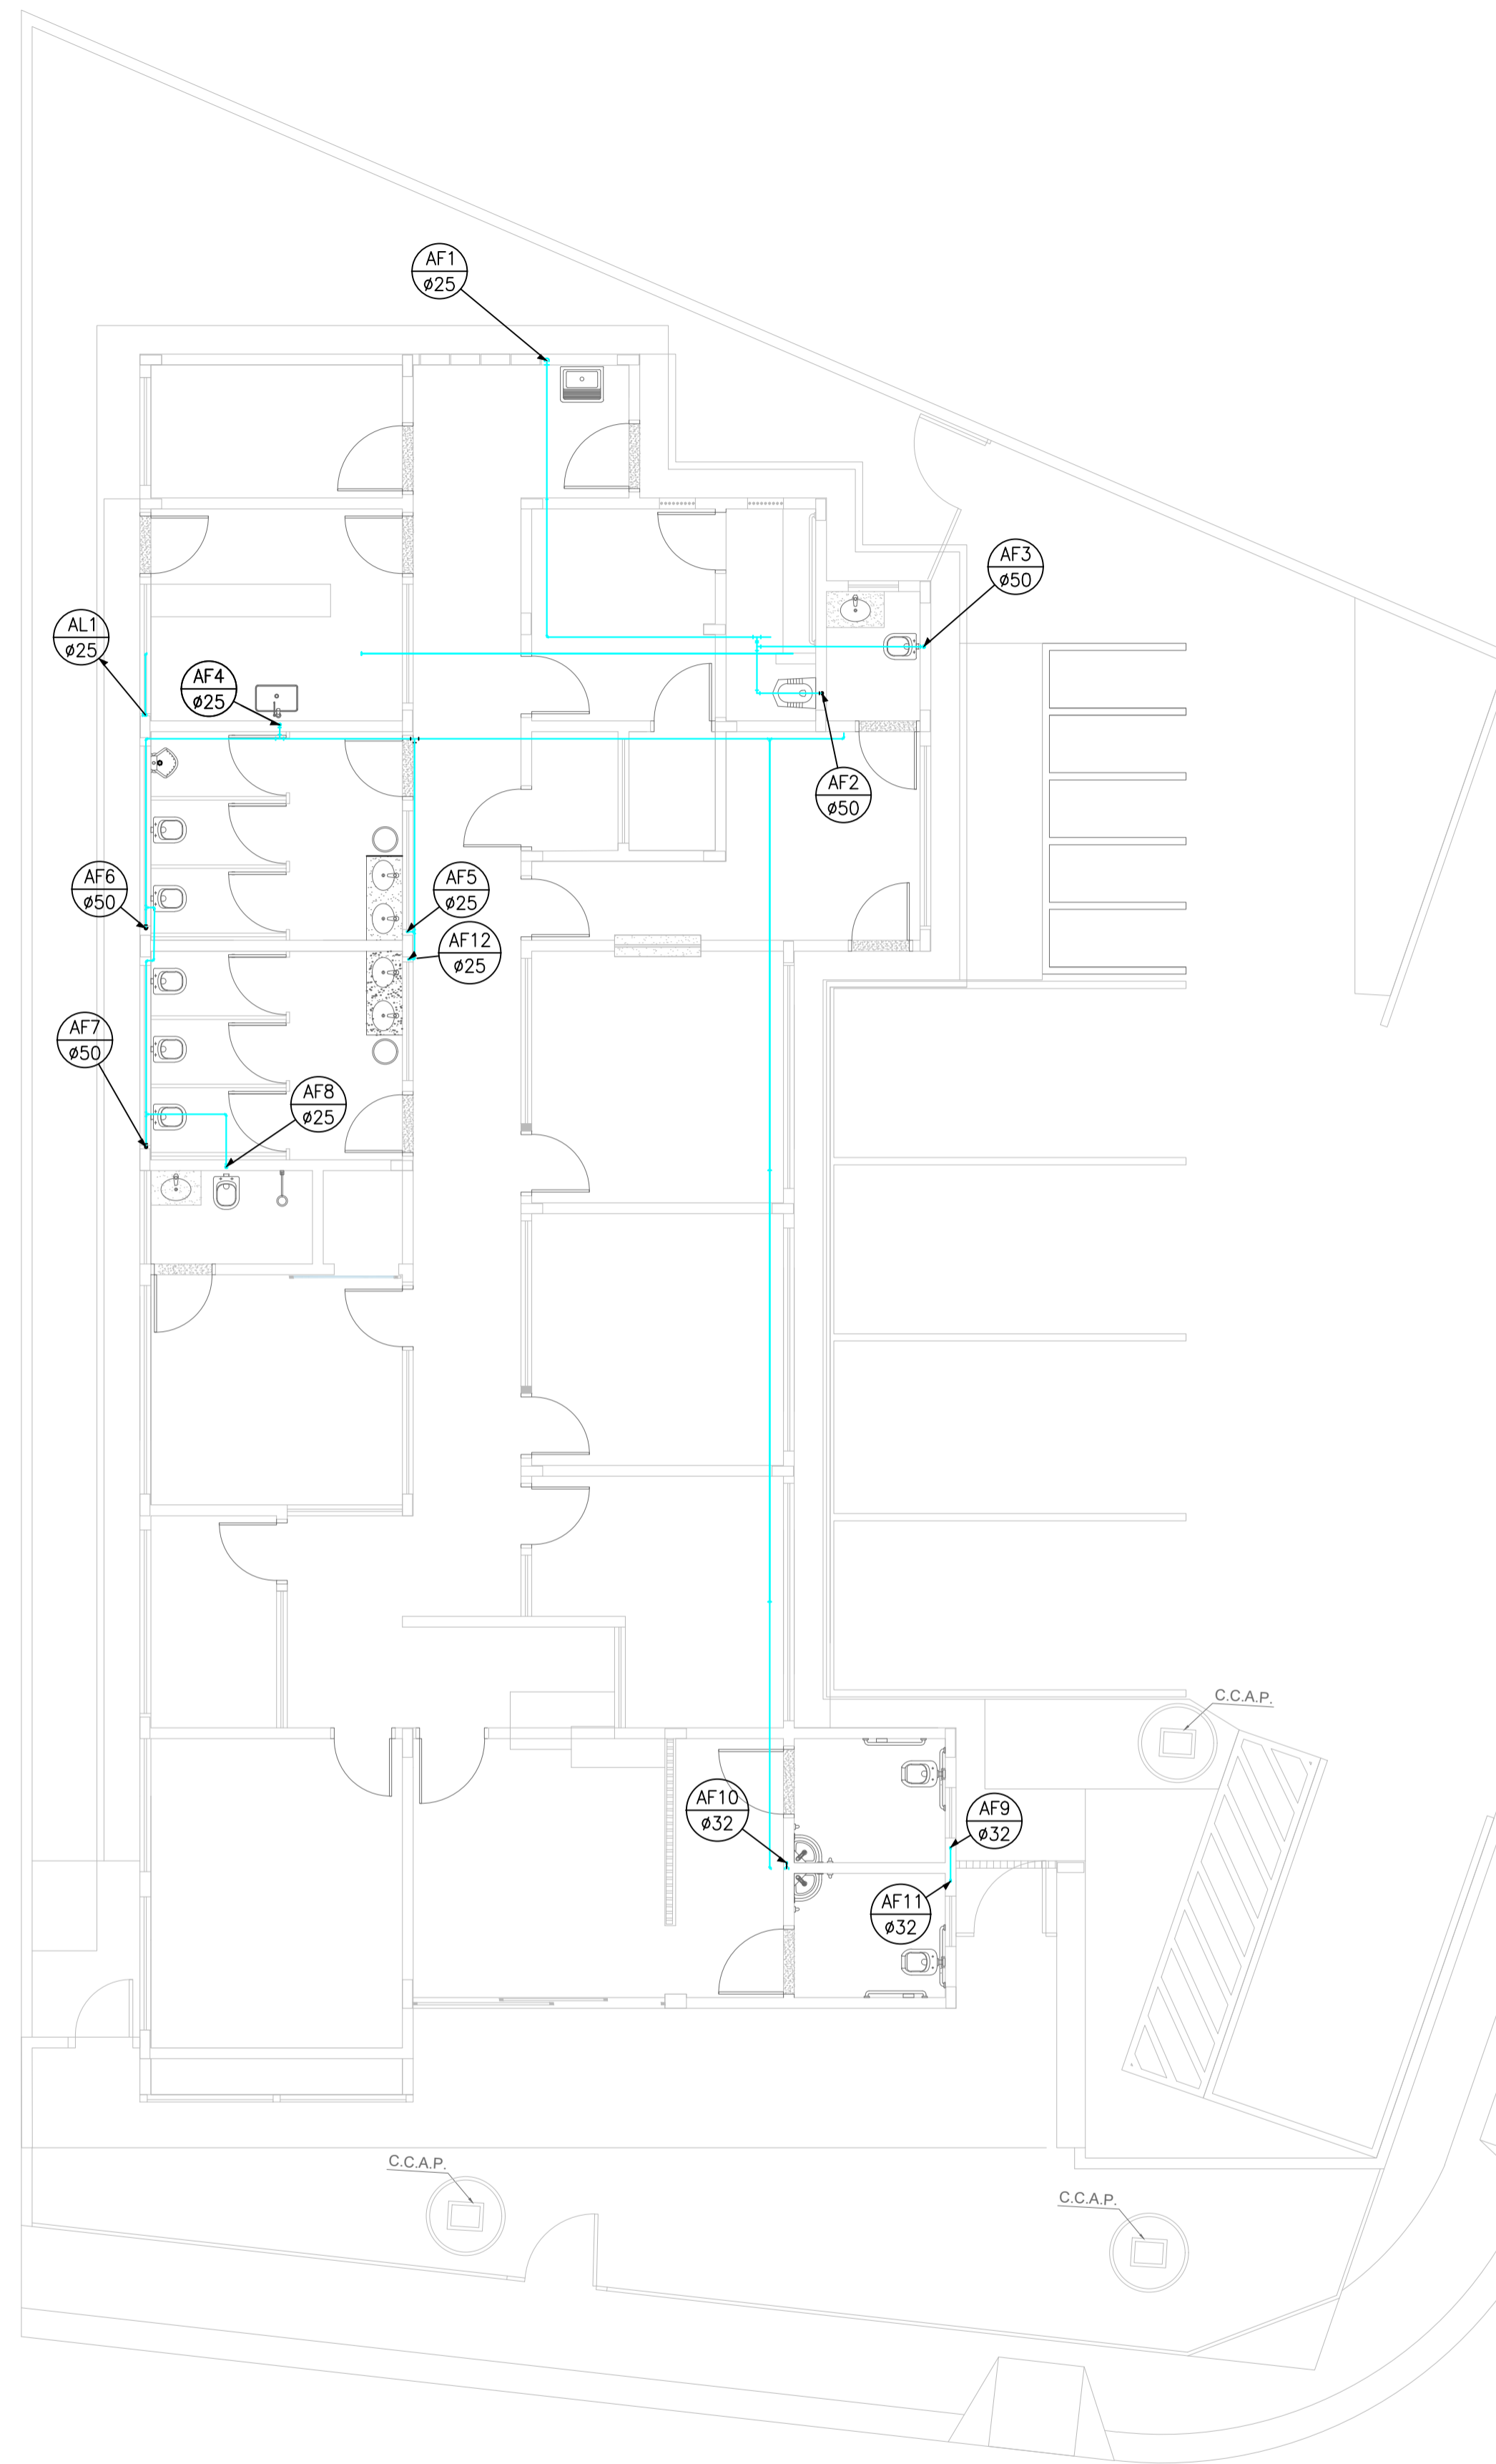 AF1
ø25
AF3
ø50
AL1
ø25
AF4
ø25
AF2
ø50
AF6
ø50
AF5
ø25
AF12
ø25
AF7
ø50
AF8
ø25
C.C.A.P.
AF10
ø32
AF9
ø32
AF11
ø32
C.C.A.P.
C.C.A.P.